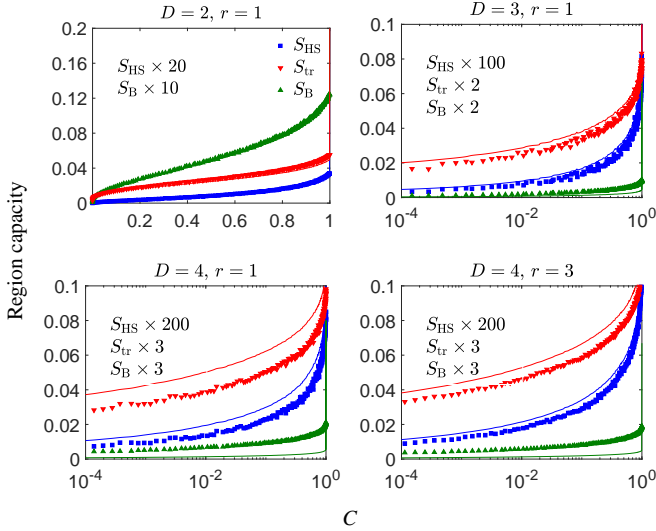 D = 2, r = 1
0.2
0.16
0.12
0.08
0.04
0
0.2 0.4 0.6 0.8 1
S_HS × 20
S_B × 10
S_HS
S_tr
S_B
D = 3, r = 1
0.1
0.08
0.06
0.04
0.02
0
10^-4 10^-2 10^0
S_HS × 100
S_tr × 2
S_B × 2
Region capacity
D = 4, r = 1
0.1
0.08
0.06
0.04
0.02
0
10^-4 10^-2 10^0
S_HS × 200
S_tr × 3
S_B × 3
D = 4, r = 3
0.1
0.08
0.06
0.04
0.02
0
10^-4 10^-2 10^0
S_HS × 200
S_tr × 3
S_B × 3
C